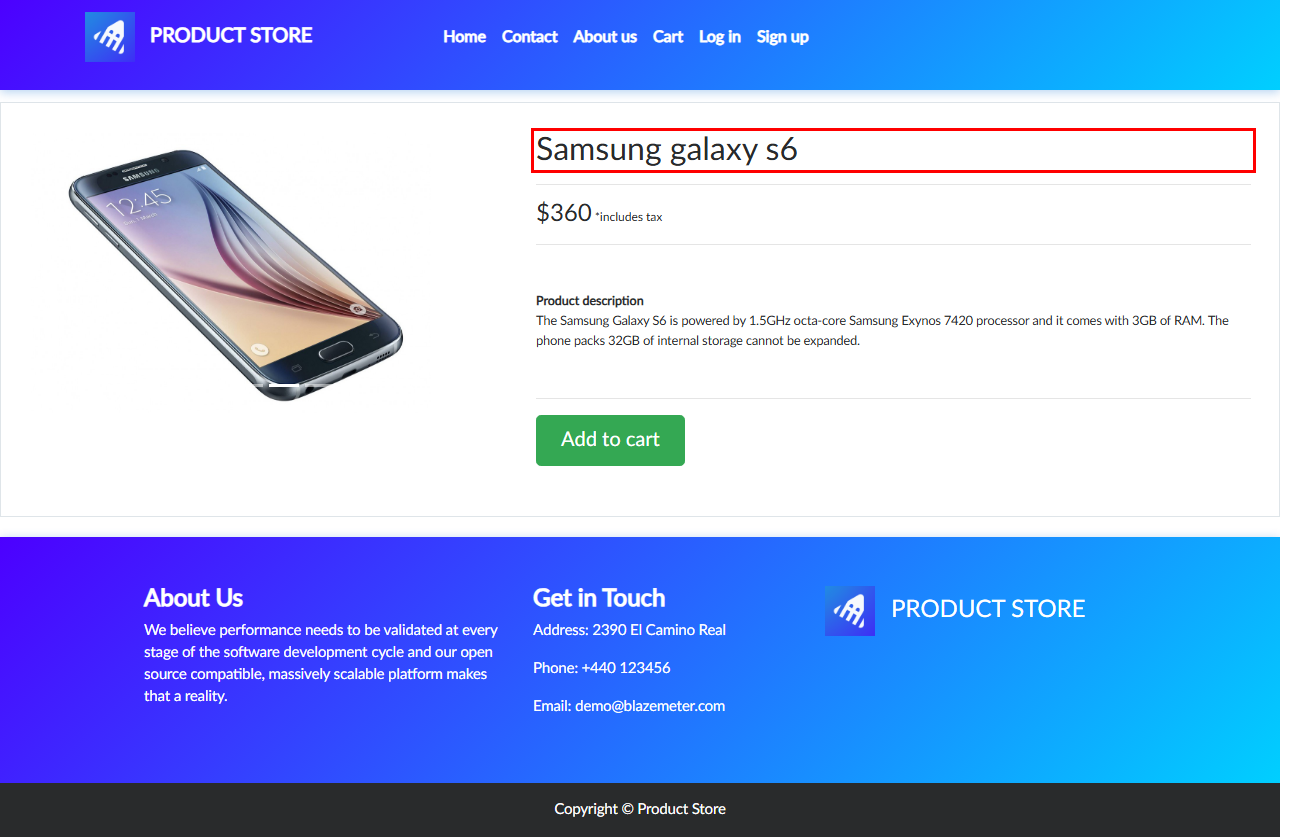 PRODUCT STORE
Home Contact About us Cart Log in Sign up
SAMSUNG
12:45
Samsung galaxy s6
$360 *includes tax
Product description
The Samsung Galaxy S6 is powered by 1.5GHz octa-core Samsung Exynos 7420 processor and it comes with 3GB of RAM. The
phone packs 32GB of internal storage cannot be expanded.
Add to cart
About Us
We believe performance needs to be validated at every
stage of the software development cycle and our open
source compatible, massively scalable platform makes
that a reality.
Get in Touch
Address: 2390 El Camino Real
Phone: +440 123456
Email: demo@blazemeter.com
PRODUCT STORE
Copyright © Product Store